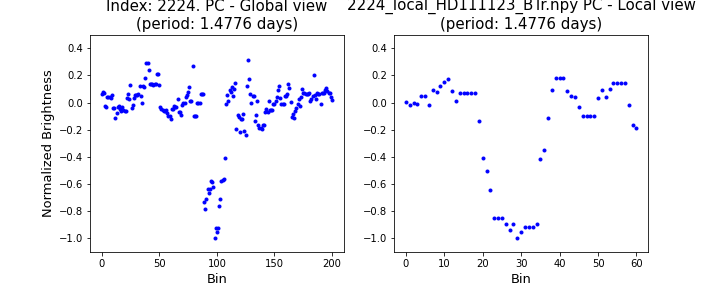 Index: 2224. PC - Global view
(period: 1.4776 days)
2224_local_HD111123_BTr.npy PC - Local view
(period: 1.4776 days)
Normalized Brightness
0.4
0.2
0.0
−0.2
−0.4
−0.6
−0.8
−1.0
0 50 100 150 200
Bin
0.4
0.2
0.0
−0.2
−0.4
−0.6
−0.8
−1.0
0 10 20 30 40 50 60
Bin